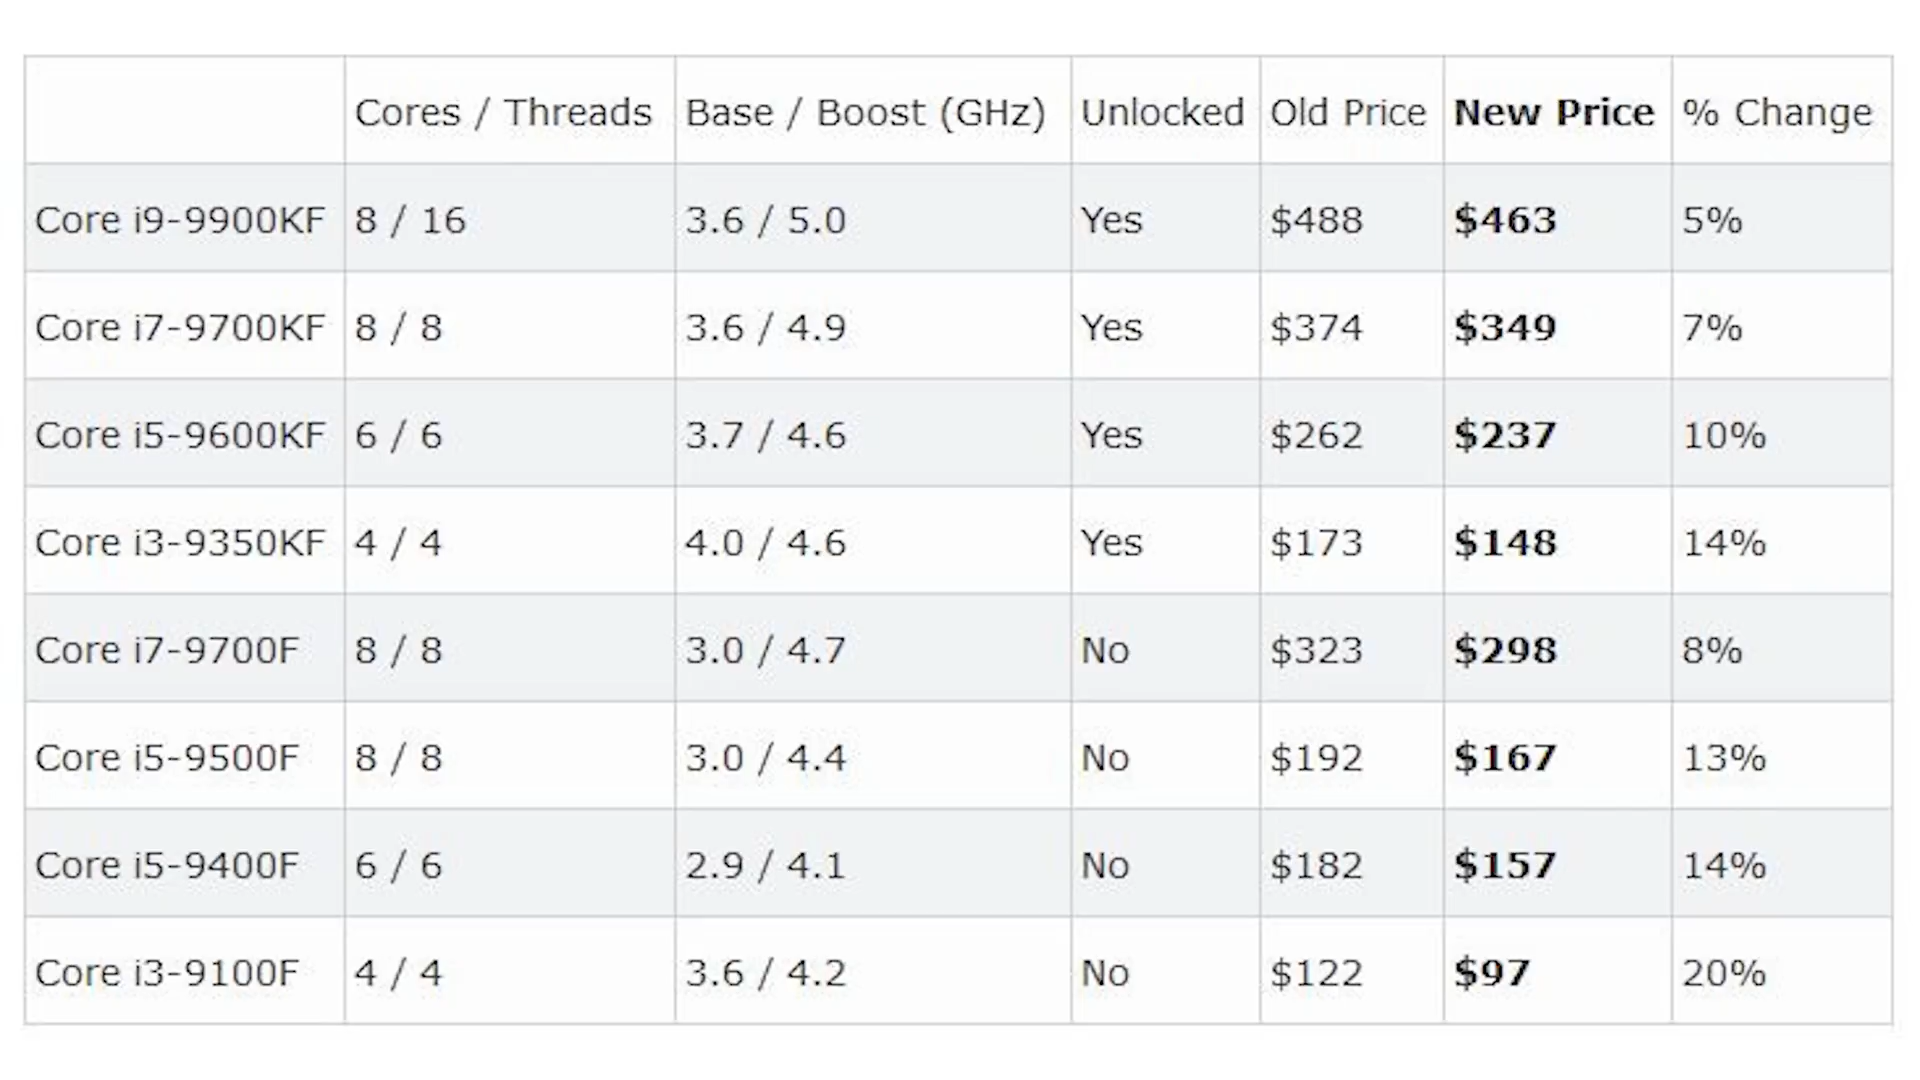 Cores / Threads Base / Boost (GHz) Unlocked Old Price New Price % Change
Core i9-9900KF 8 / 16 3.6 / 5.0 Yes $488 $463 5%
Core i7-9700KF 8 / 8 3.6 / 4.9 Yes $374 $349 7%
Core i5-9600KF 6 / 6 3.7 / 4.6 Yes $262 $237 10%
Core i3-9350KF 4 / 4 4.0 / 4.6 Yes $173 $148 14%
Core i7-9700F 8 / 8 3.0 / 4.7 No $323 $298 8%
Core i5-9500F 8 / 8 3.0 / 4.4 No $192 $167 13%
Core i5-9400F 6 / 6 2.9 / 4.1 No $182 $157 14%
Core i3-9100F 4 / 4 3.6 / 4.2 No $122 $97 20%